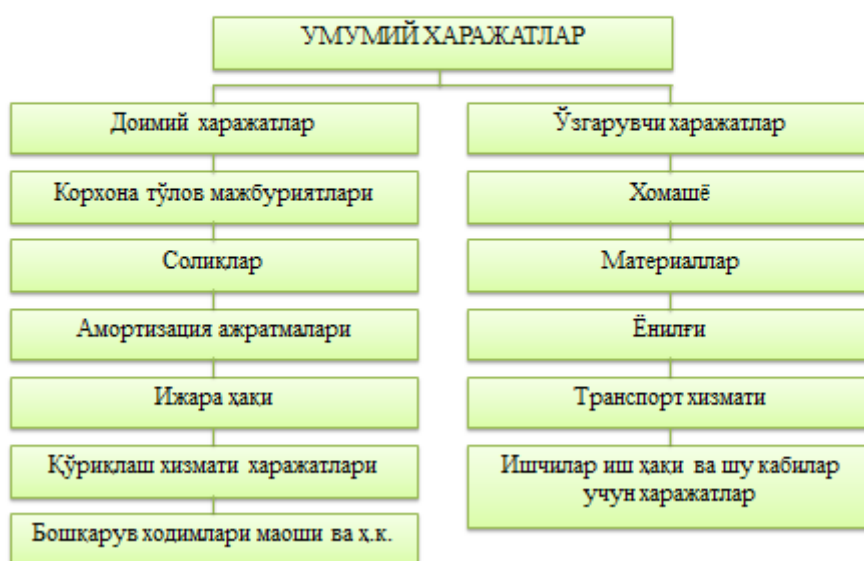 УМУМИЙ ХАРАЖАТЛАР
Доимий харажатлар
Корхона тўлов мажбуриятлари
Солиқлар
Амортизация ажратмалари
Ижара ҳақи
Қўриқлаш хизмати харажатлари
Бошқарув ходимлари маоши ва ҳ.к.
Ўзгарувчи харажатлар
Хомашё
Материаллар
Ёнилғи
Транспорт хизмати
Ишчилар иш ҳақи ва шу кабилар
учун харажатлар